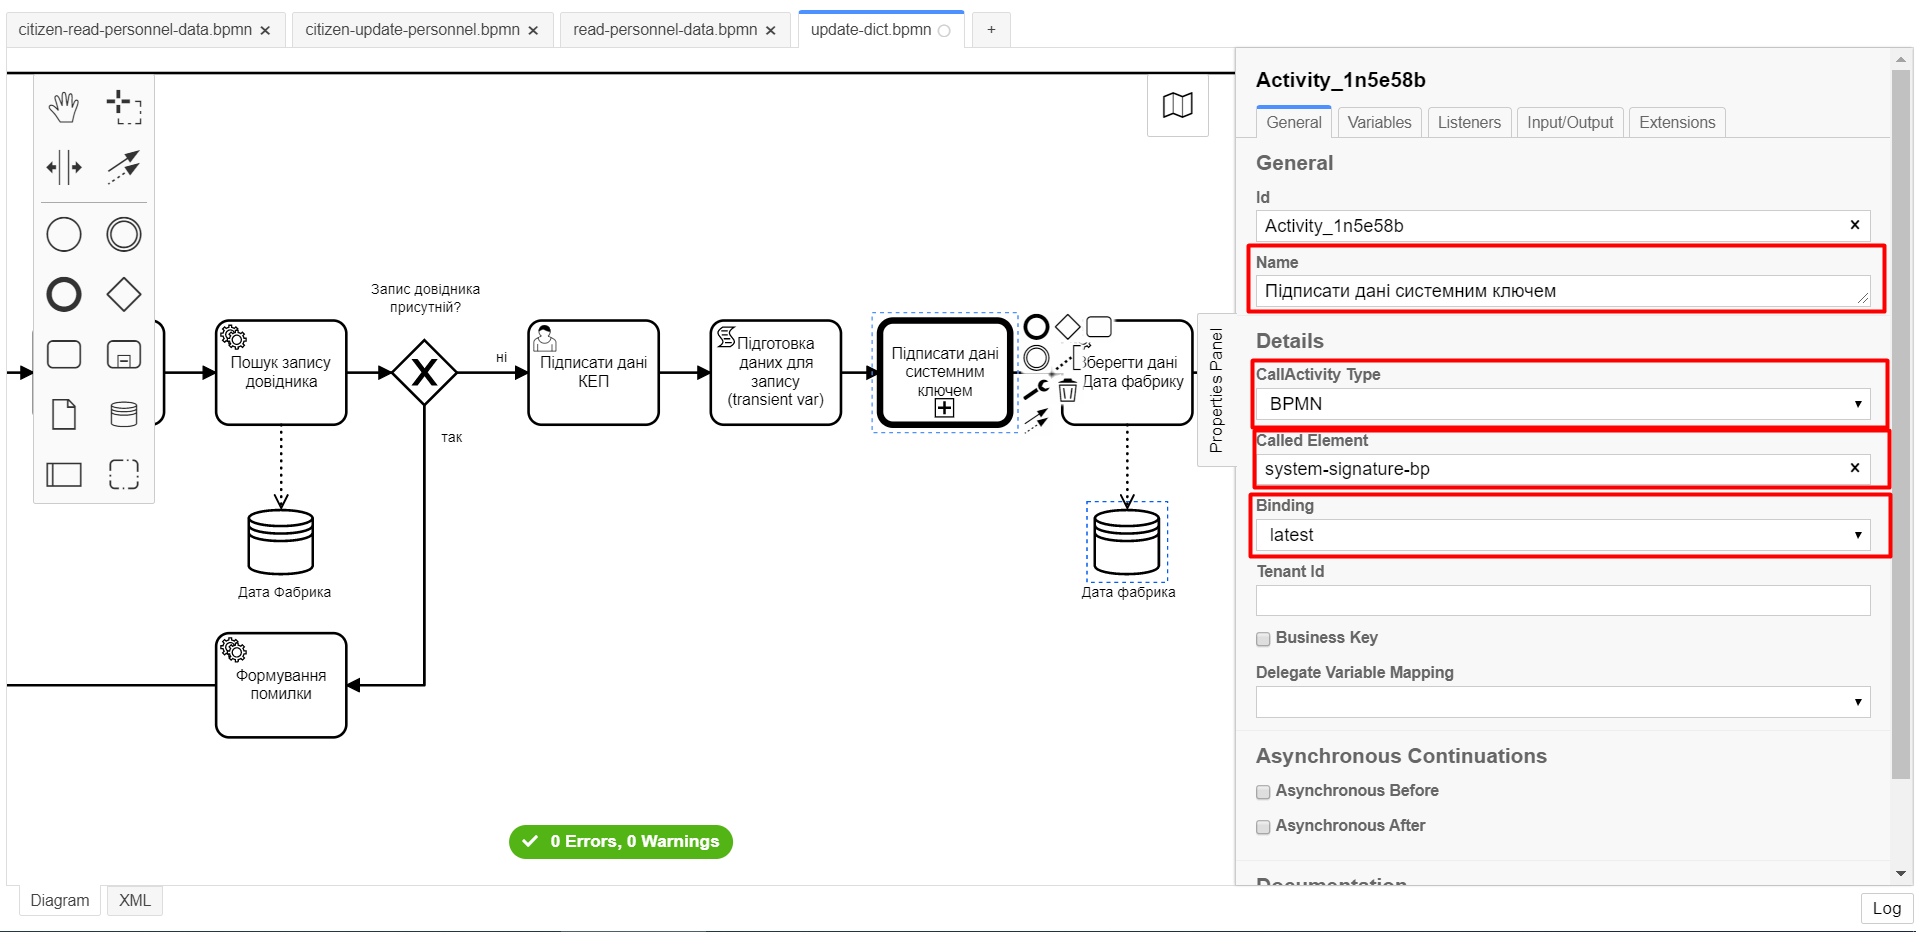 citizen-read-personnel-data.bpmn ×
citizen-update-personnel.bpmn ×
read-personnel-data.bpmn ×
update-dict.bpmn
+
Запис довідника
присутній?
Пошук запису
довідника
ні
так
Підписати дані
КЕП
Підготовка
даних для
запису
(transient var)
Підписати дані
системним
ключем
берегти дані
Дата фабрику
Дата Фабрика
Дата фабрика
Формування
помилки
0 Errors, 0 Warnings
Properties Panel
Activity_1n5e58b
General
Variables
Listeners
Input/Output
Extensions
General
Id
Activity_1n5e58b ×
Name
Підписати дані системним ключем
Details
CallActivity Type
BPMN
Called Element
system-signature-bp ×
Binding
latest
Tenant Id
Business Key
Delegate Variable Mapping
Asynchronous Continuations
Asynchronous Before
Asynchronous After
Documentation
Diagram
XML
Log